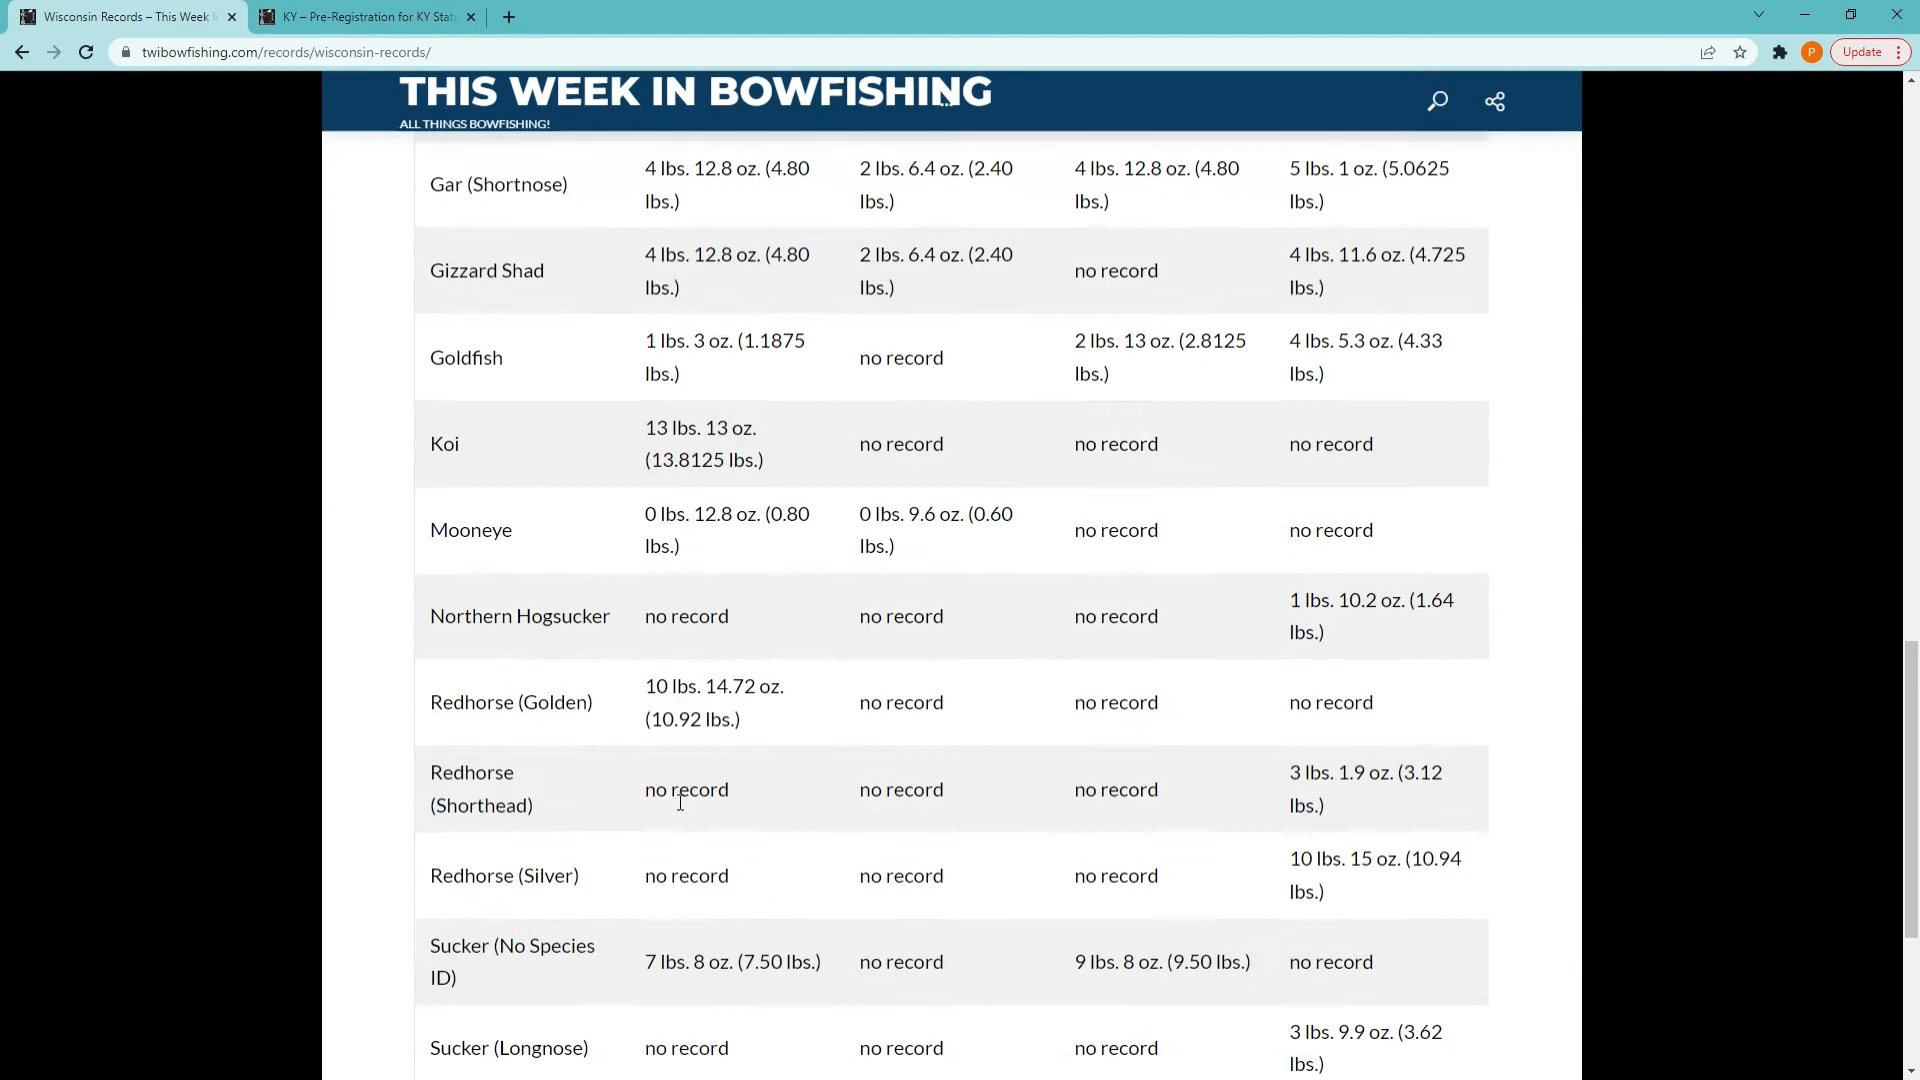 Wisconsin Records – This Week i
KY – Pre-Registration for KY Stat
twibowfishing.com/records/wisconsin-records/
P
Update
THIS WEEK IN BOWFISHING
ALL THINGS BOWFISHING!
Gar (Shortnose)
4 lbs. 12.8 oz. (4.80
lbs.)
2 lbs. 6.4 oz. (2.40
lbs.)
4 lbs. 12.8 oz. (4.80
lbs.)
5 lbs. 1 oz. (5.0625
lbs.)
Gizzard Shad
4 lbs. 12.8 oz. (4.80
lbs.)
2 lbs. 6.4 oz. (2.40
lbs.)
no record
4 lbs. 11.6 oz. (4.725
lbs.)
Goldfish
1 lbs. 3 oz. (1.1875
lbs.)
no record
2 lbs. 13 oz. (2.8125
lbs.)
4 lbs. 5.3 oz. (4.33
lbs.)
Koi
13 lbs. 13 oz.
(13.8125 lbs.)
no record
no record
no record
Mooneye
0 lbs. 12.8 oz. (0.80
lbs.)
0 lbs. 9.6 oz. (0.60
lbs.)
no record
no record
Northern Hogsucker
no record
no record
no record
1 lbs. 10.2 oz. (1.64
lbs.)
Redhorse (Golden)
10 lbs. 14.72 oz.
(10.92 lbs.)
no record
no record
no record
Redhorse
(Shorthead)
no record
no record
no record
3 lbs. 1.9 oz. (3.12
lbs.)
Redhorse (Silver)
no record
no record
no record
10 lbs. 15 oz. (10.94
lbs.)
Sucker (No Species
ID)
7 lbs. 8 oz. (7.50 lbs.)
no record
9 lbs. 8 oz. (9.50 lbs.)
no record
Sucker (Longnose)
no record
no record
no record
3 lbs. 9.9 oz. (3.62
lbs.)